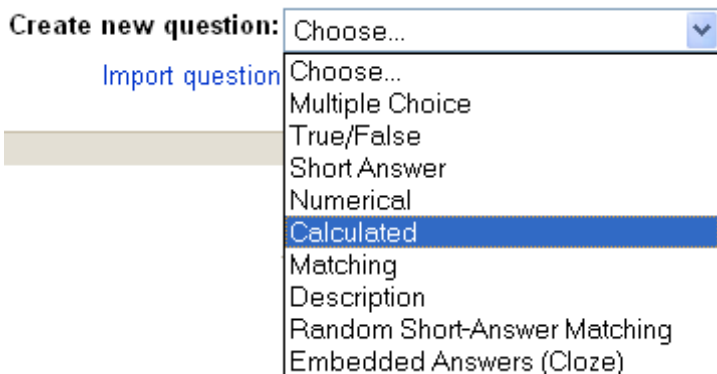 Create new question: Choose...
Import question Choose...
Multiple Choice
True/False
Short Answer
Numerical
Calculated
Matching
Description
Random Short-Answer Matching
Embedded Answers (Cloze)